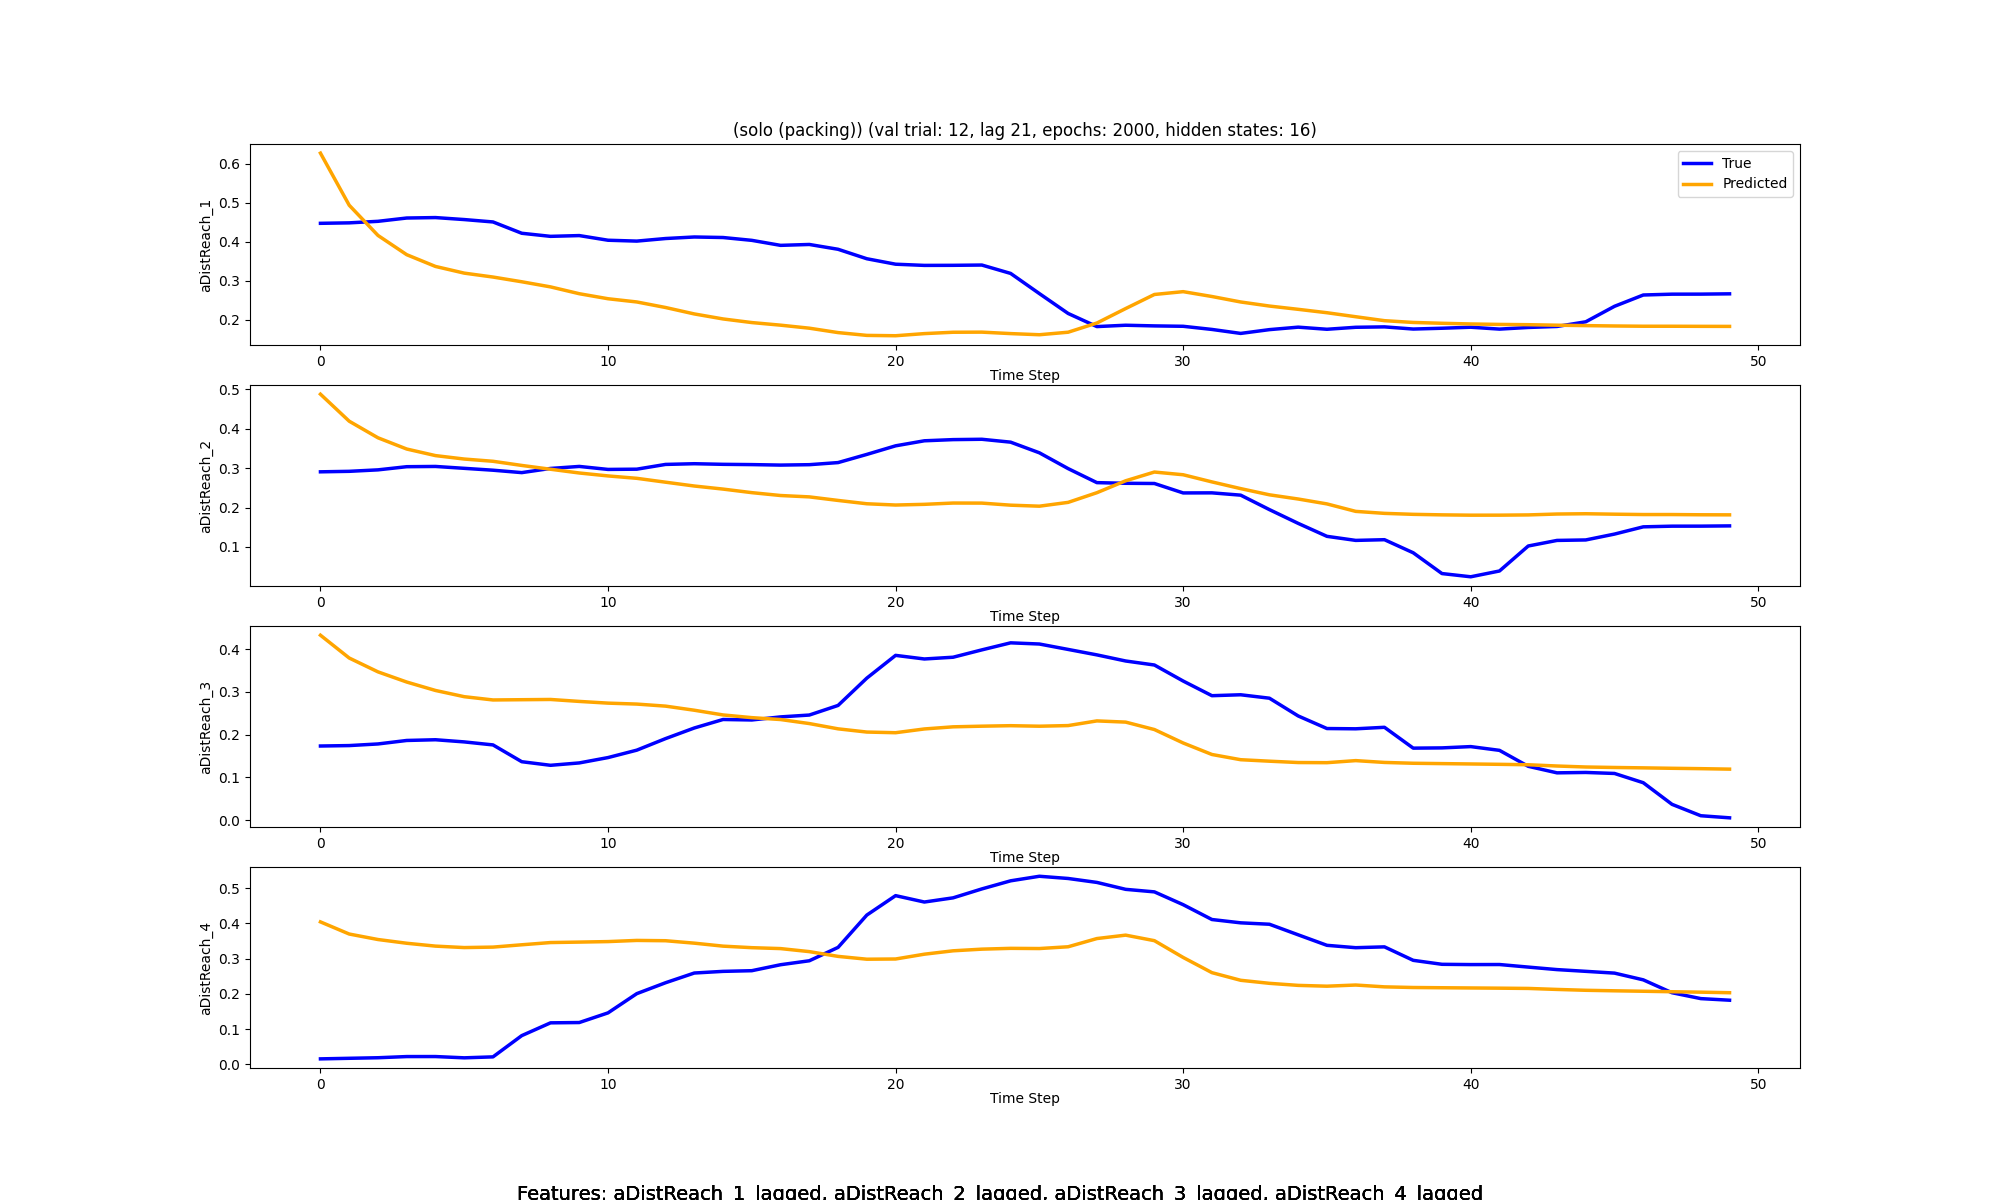 (solo (packing)) (val trial: 12, lag 21, epochs: 2000, hidden states: 16)
True
Predicted
aDistReach_1
0.6
0.5
0.4
0.3
0.2
0 10 20 30 40 50
Time Step
aDistReach_2
0.5
0.4
0.3
0.2
0.1
0 10 20 30 40 50
Time Step
aDistReach_3
0.4
0.3
0.2
0.1
0.0
0 10 20 30 40 50
Time Step
aDistReach_4
0.5
0.4
0.3
0.2
0.1
0.0
0 10 20 30 40 50
Time Step
Features: aDistReach_1_lagged, aDistReach_2_lagged, aDistReach_3_lagged, aDistReach_4_lagged